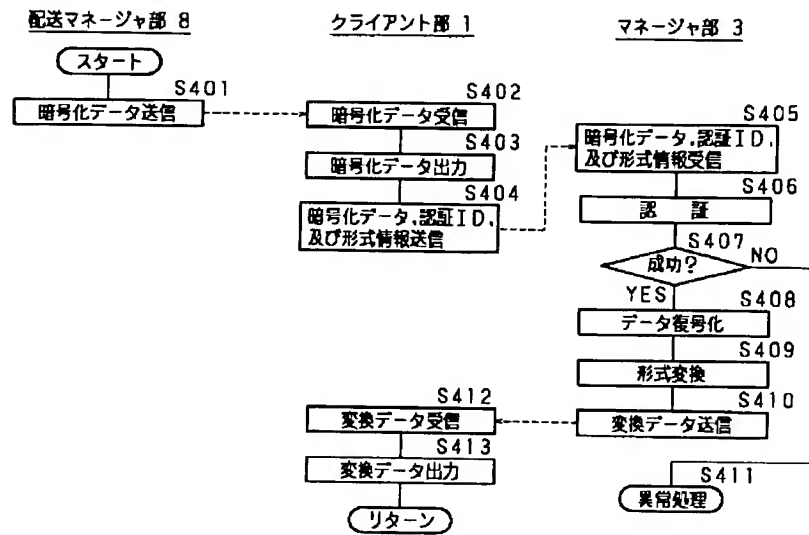 配送マネージャ部 8
クライアント部 1
マネージャ部 3
スタート
S401
暗号化データ送信
S402
暗号化データ受信
S403
暗号化データ出力
S404
暗号化データ,認証ID,
及び形式情報送信
S405
暗号化データ,認証ID,
及び形式情報受信
S406
認 証
S407
成功?
NO
YES
S408
データ復号化
S409
形式変換
S410
変換データ送信
S412
変換データ受信
S413
変換データ出力
リターン
S411
異常処理